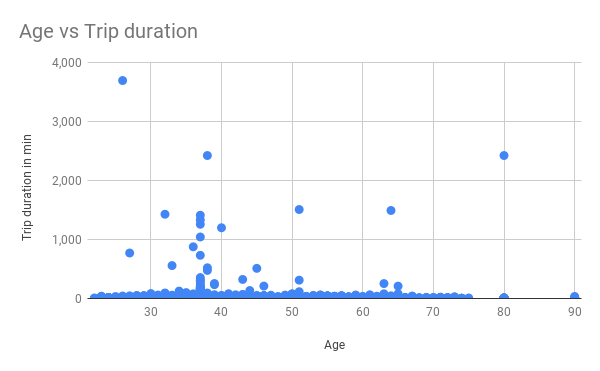 Age vs Trip duration
4,000
3,000
2,000
1,000
0
Trip duration in min
30 40 50 60 70 80 90
Age